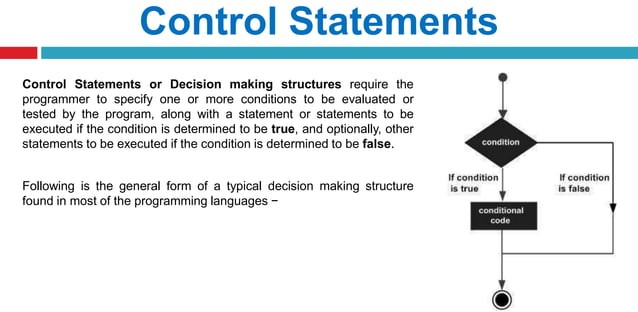 Control Statements
Control Statements or Decision making structures require the
programmer to specify one or more conditions to be evaluated or
tested by the program, along with a statement or statements to be
executed if the condition is determined to be true, and optionally, other
statements to be executed if the condition is determined to be false.
Following is the general form of a typical decision making structure
found in most of the programming languages −
condition
If condition
is true
If condition
is false
conditional
code